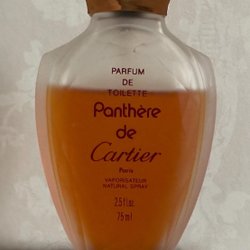 PARFUM
DE
TOILETTE
Panthère
de
Cartier
Paris
VAPORISATEUR
NATURAL SPRAY
2.5 fl.oz.
75 ml